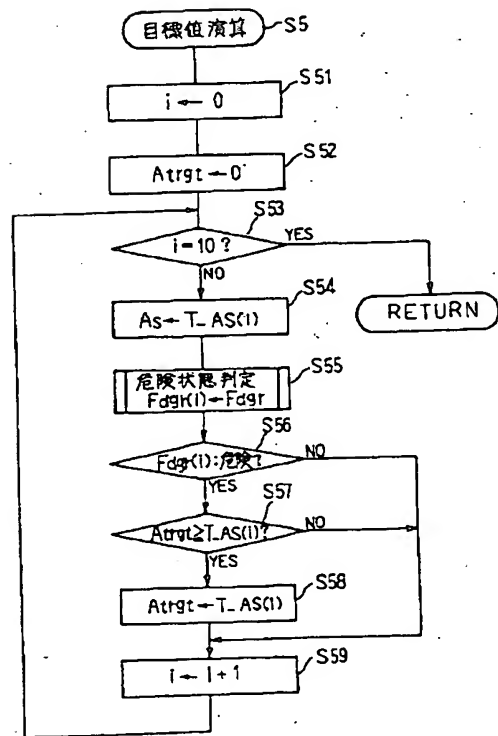 目標値演算 S5
i ← 0 S51
Atrgt ← 0 S52
i = 10 ? S53
YES
NO
As ← T_AS(i) S54
RETURN
危険状態判定 S55
Fdgr(i) ← Fdgr
Fdgr(i):危険? S56
NO
YES
Atrgt ≥ T_AS(i)? S57
NO
YES
Atrgt ← T_AS(i) S58
i ← i + 1 S59